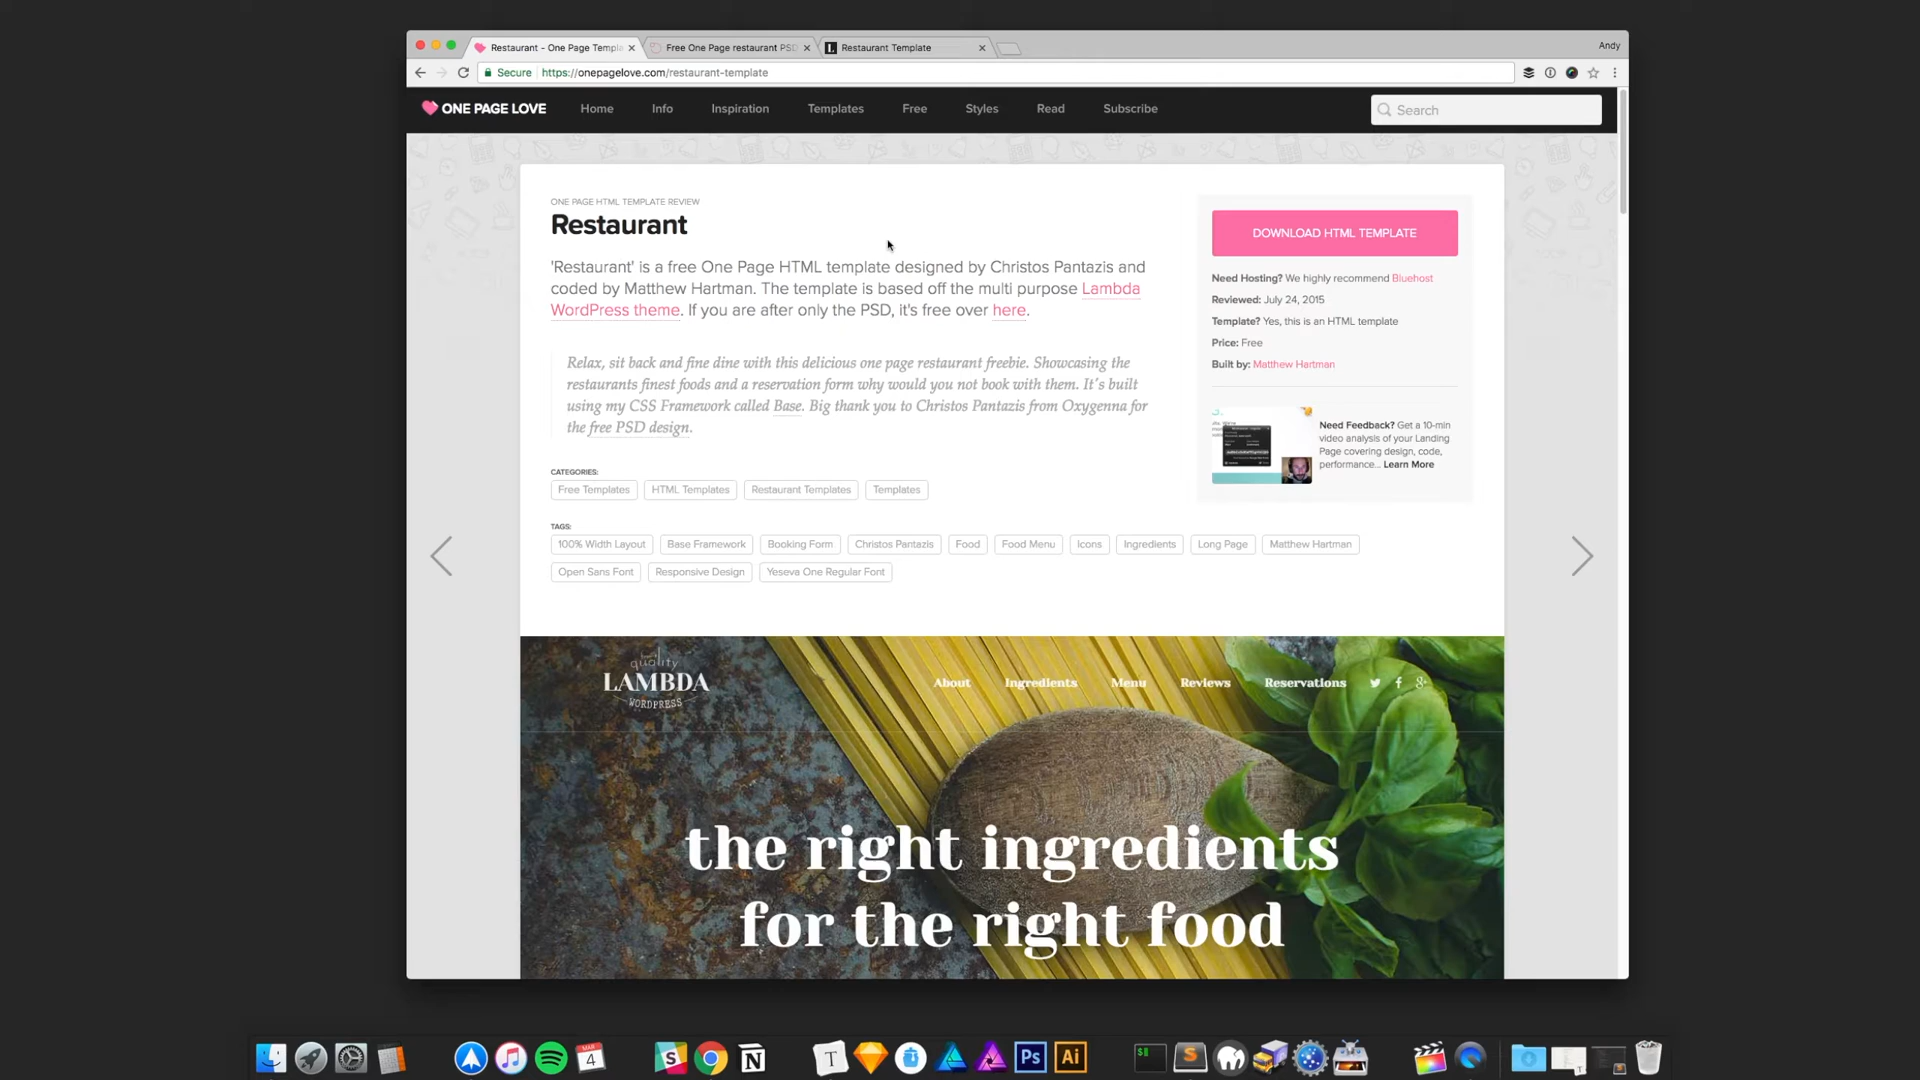 Restaurant - One Page Templa
Free One Page restaurant PSD
Restaurant Template
Andy
Secure https://onepagelove.com/restaurant-template
ONE PAGE LOVE Home Info Inspiration Templates Free Styles Read Subscribe Search
ONE PAGE HTML TEMPLATE REVIEW
Restaurant
'Restaurant' is a free One Page HTML template designed by Christos Pantazis and
coded by Matthew Hartman. The template is based off the multi purpose Lambda
WordPress theme. If you are after only the PSD, it's free over here.
Relax, sit back and fine dine with this delicious one page restaurant freebie. Showcasing the
restaurants finest foods and a reservation form why would you not book with them. It's built
using my CSS Framework called Base. Big thank you to Christos Pantazis from Oxygenna for
the free PSD design.
CATEGORIES:
Free Templates HTML Templates Restaurant Templates Templates
TAGS:
100% Width Layout Base Framework Booking Form Christos Pantazis Food Food Menu Icons Ingredients Long Page Matthew Hartman
Open Sans Font Responsive Design Yeseva One Regular Font
DOWNLOAD HTML TEMPLATE
Need Hosting? We highly recommend Bluehost
Reviewed: July 24, 2015
Template? Yes, this is an HTML template
Price: Free
Built by: Matthew Hartman
Need Feedback? Get a 10-min
video analysis of your Landing
Page covering design, code,
performance... Learn More
quality
LAMBDA
WORDPRESS
About Ingredients Menu Reviews Reservations
the right ingredients
for the right food
MAR
4
S
N
T
Ps
Ai
$
S